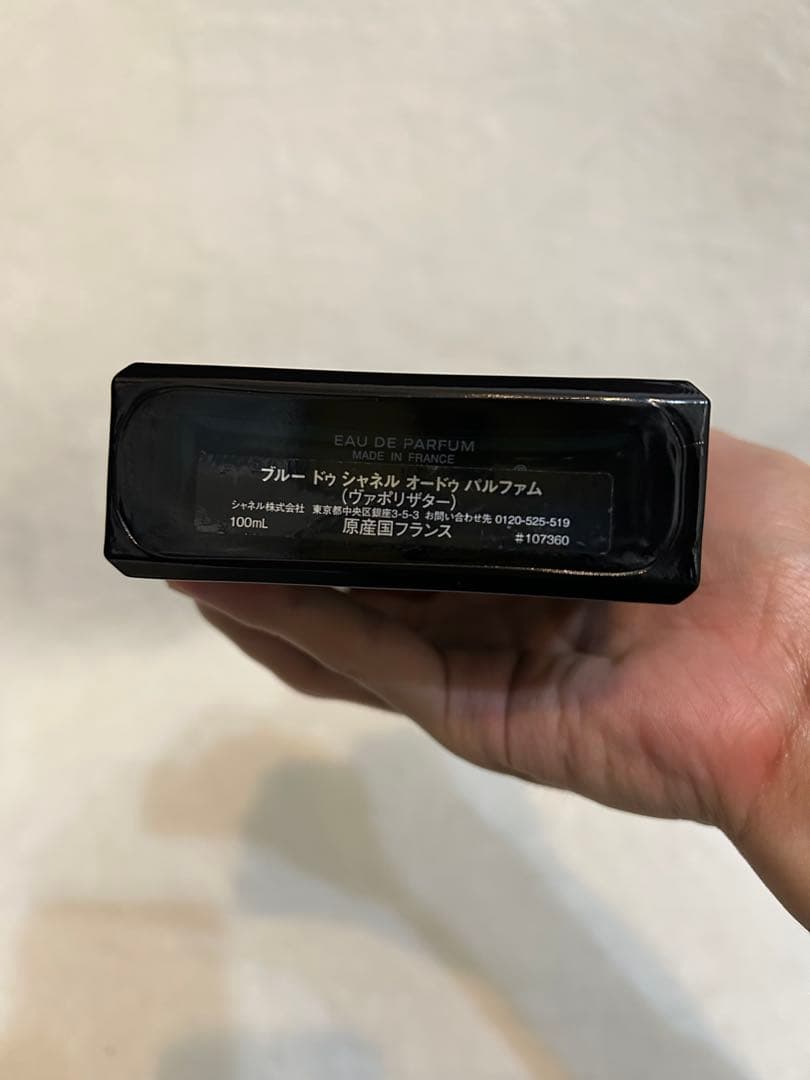 EAU DE PARFUM
MADE IN FRANCE
®
ブルー ドゥ シャネル オードゥ パルファム
(ヴァポリザター)
シャネル株式会社 東京都中央区銀座3-5-3 お問い合わせ先 0120-525-519
100mL 原産国フランス #107360